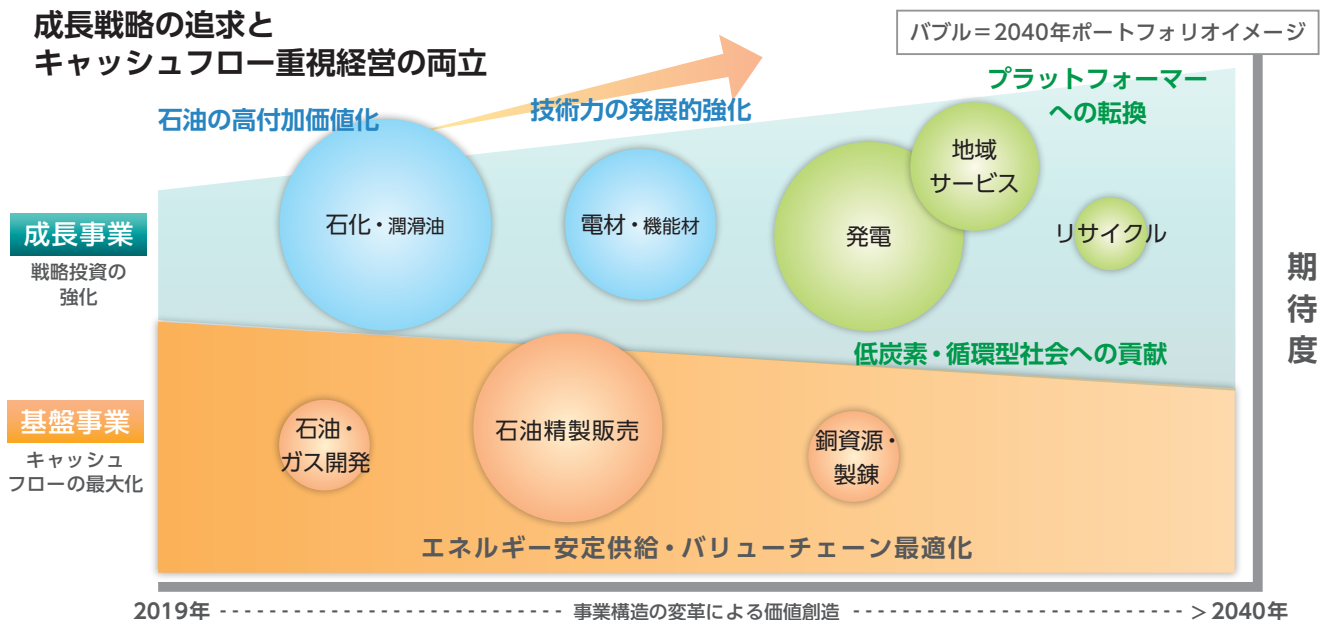 成長戦略の追求と
キャッシュフロー重視経営の両立
バブル＝2040年ポートフォリオイメージ
石油の高付加価値化
技術力の発展的強化
プラットフォーマー
への転換
成長事業
戦略投資の
強化
石化・潤滑油
電材・機能材
発電
地域
サービス
リサイクル
低炭素・循環型社会への貢献
期待度
基盤事業
キャッシュ
フローの最大化
石油・
ガス開発
石油精製販売
銅資源・
製錬
エネルギー安定供給・バリューチェーン最適化
2019年 - - - - - - - - - - - - - - - - - - - - - - - - - - - - 事業構造の変革による価値創造 - - - - - - - - - - - - - - - - - - - - - - - - - - - - > 2040年